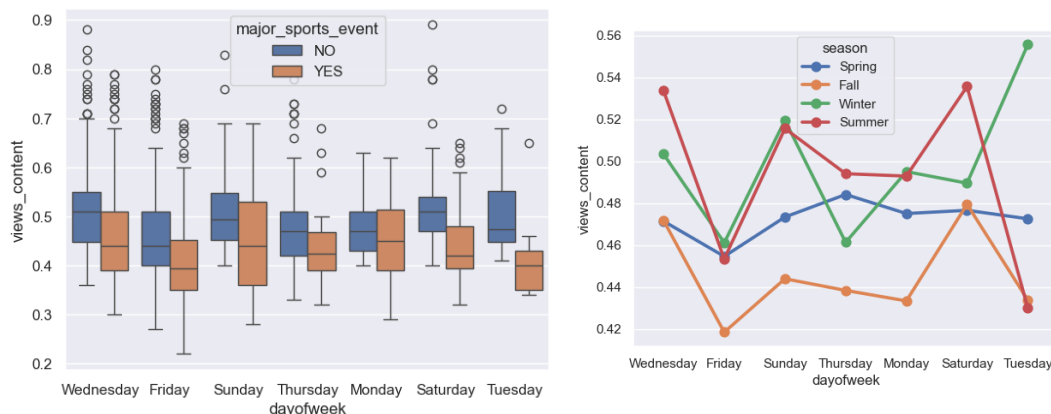 0.9
0.8
0.7
0.6
0.5
0.4
0.3
0.2
views_content
major_sports_event
NO
YES
Wednesday Friday Sunday Thursday Monday Saturday Tuesday
dayofweek
0.56
0.54
0.52
0.50
0.48
0.46
0.44
0.42
views_content
season
Spring
Fall
Winter
Summer
Wednesday Friday Sunday Thursday Monday Saturday Tuesday
dayofweek